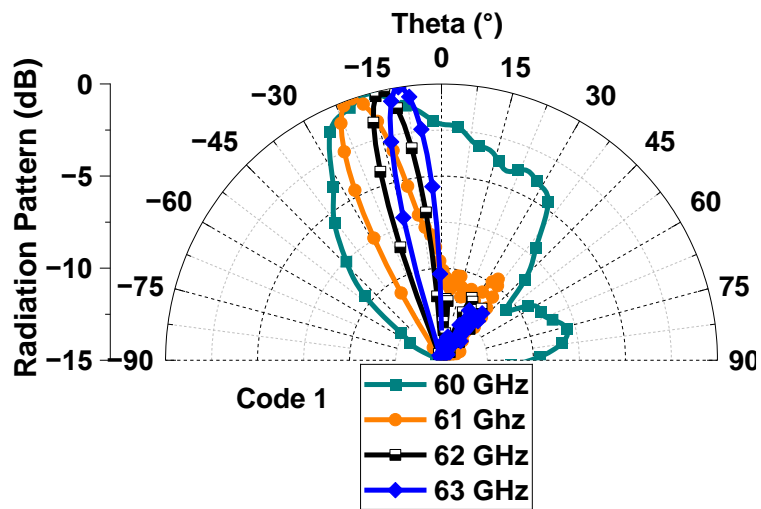 Theta (°)
−15 0 15
−30 30
−45 45
−60 60
−75 75
−90 90
Radiation Pattern (dB)
0
−5
−10
−15
Code 1
60 GHz
61 Ghz
62 GHz
63 GHz